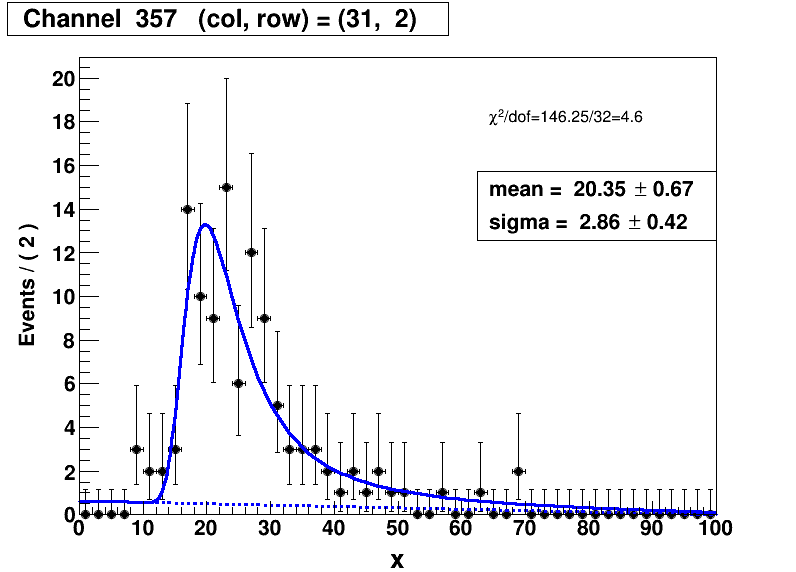 Channel 357 (col, row) = (31, 2)
χ²/dof=146.25/32=4.6
mean = 20.35 ± 0.67
sigma = 2.86 ± 0.42
Events / ( 2 )
20
18
16
14
12
10
8
6
4
2
0
0 10 20 30 40 50 60 70 80 90 100
x